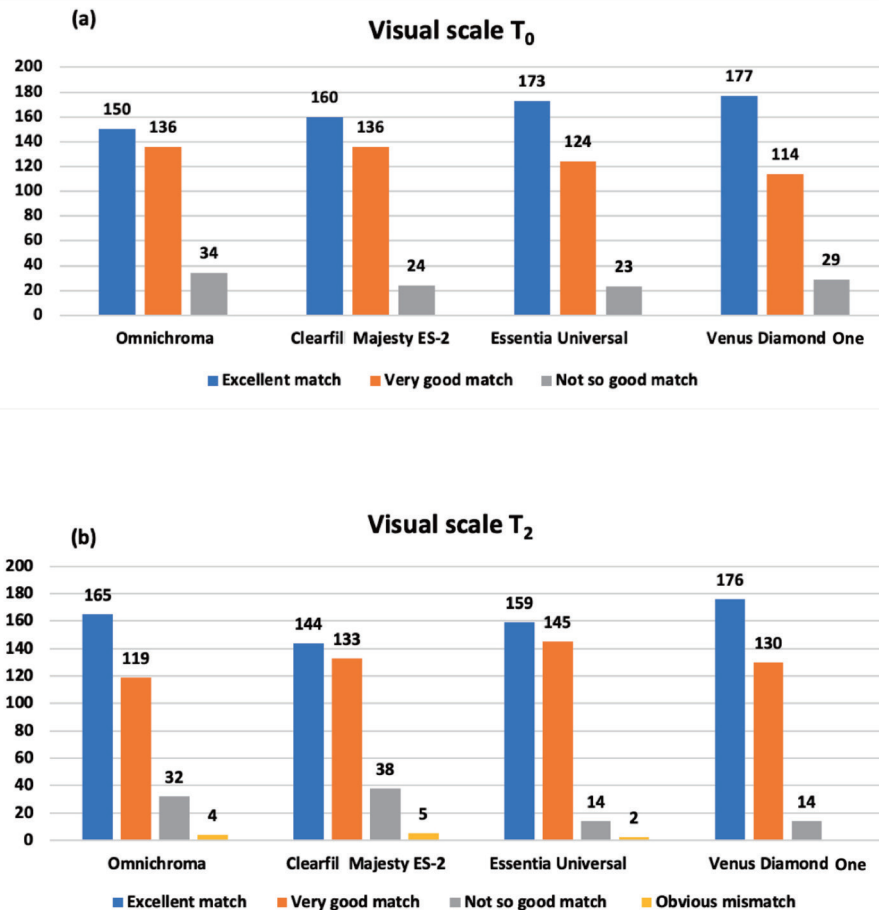 (a)
Visual scale T₀
200
180
160
140
120
100
80
60
40
20
0
150
136
34
160
136
24
173
124
23
177
114
29
Omnichroma
Clearfil Majesty ES-2
Essentia Universal
Venus Diamond One
Excellent match
Very good match
Not so good match
(b)
Visual scale T₂
200
180
160
140
120
100
80
60
40
20
0
165
119
32
4
144
133
38
5
159
145
14
2
176
130
14
Omnichroma
Clearfil Majesty ES-2
Essentia Universal
Venus Diamond One
Excellent match
Very good match
Not so good match
Obvious mismatch